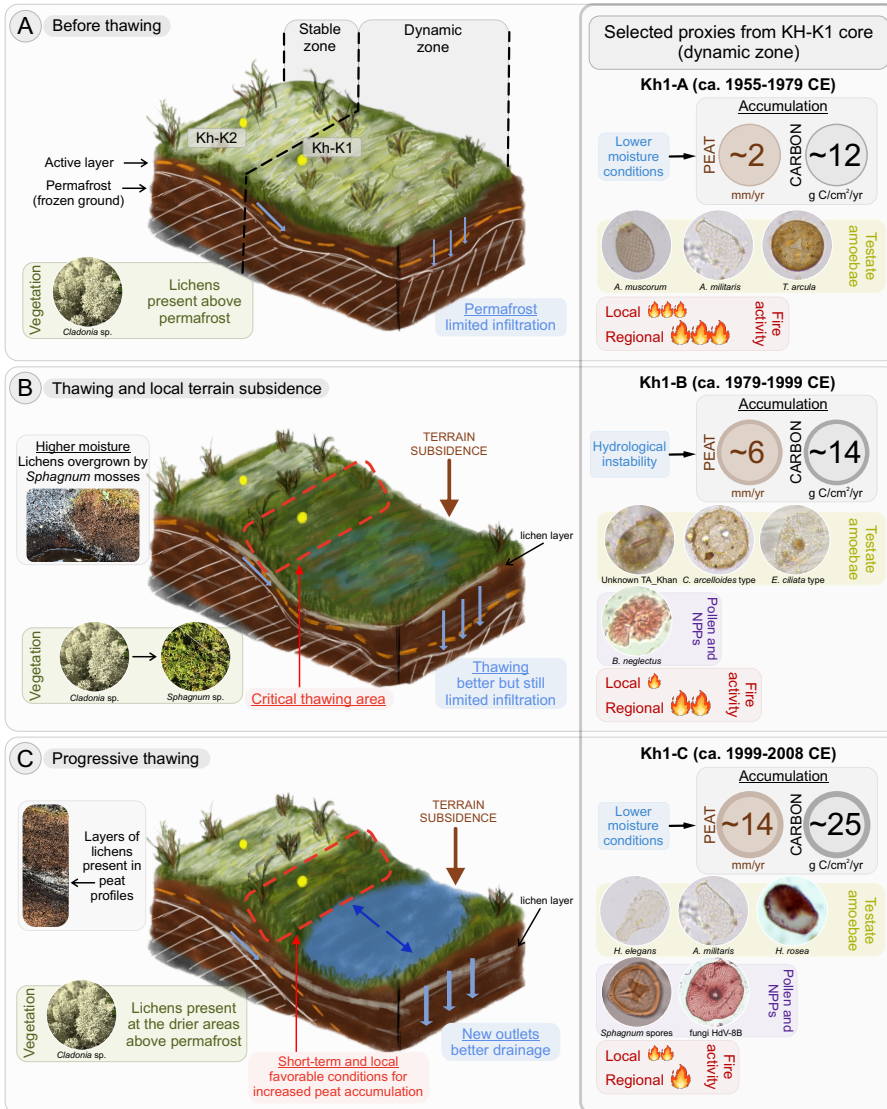 A
Before thawing
Stable
zone
Dynamic
zone
Kh-K2
Kh-K1
Active layer
Permafrost
(frozen ground)
Vegetation
Cladonia sp.
Lichens
present above
permafrost
Permafrost
limited infiltration
Selected proxies from KH-K1 core
(dynamic zone)
Kh1-A (ca. 1955-1979 CE)
Lower
moisture
conditions
Accumulation
PEAT
~2
mm/yr
CARBON
~12
g C/cm²/yr
A. muscorum
A. militaris
T. arcula
Testate
amoebae
Local
Regional
Fire
activity
B
Thawing and local terrain subsidence
Higher moisture
Lichens overgrown by
Sphagnum mosses
TERRAIN
SUBSIDENCE
lichen layer
Vegetation
Cladonia sp.
Sphagnum sp.
Critical thawing area
Thawing
better but still
limited infiltration
Kh1-B (ca. 1979-1999 CE)
Hydrological
instability
Accumulation
PEAT
~6
mm/yr
CARBON
~14
g C/cm²/yr
Unknown TA_Khan
C. arcelloides type
E. ciliata type
Testate
amoebae
B. neglectus
Pollen and
NPPs
Local
Regional
Fire
activity
C
Progressive thawing
Layers of
lichens
present in
peat
profiles
TERRAIN
SUBSIDENCE
lichen layer
Vegetation
Cladonia sp.
Lichens present
at the drier areas
above permafrost
Short-term and local
favorable conditions for
increased peat accumulation
New outlets
better drainage
Kh1-C (ca. 1999-2008 CE)
Lower
moisture
conditions
Accumulation
PEAT
~14
mm/yr
CARBON
~25
g C/cm²/yr
H. elegans
A. militaris
H. rosea
Testate
amoebae
Sphagnum spores
fungi HdV-8B
Pollen and
NPPs
Local
Regional
Fire
activity